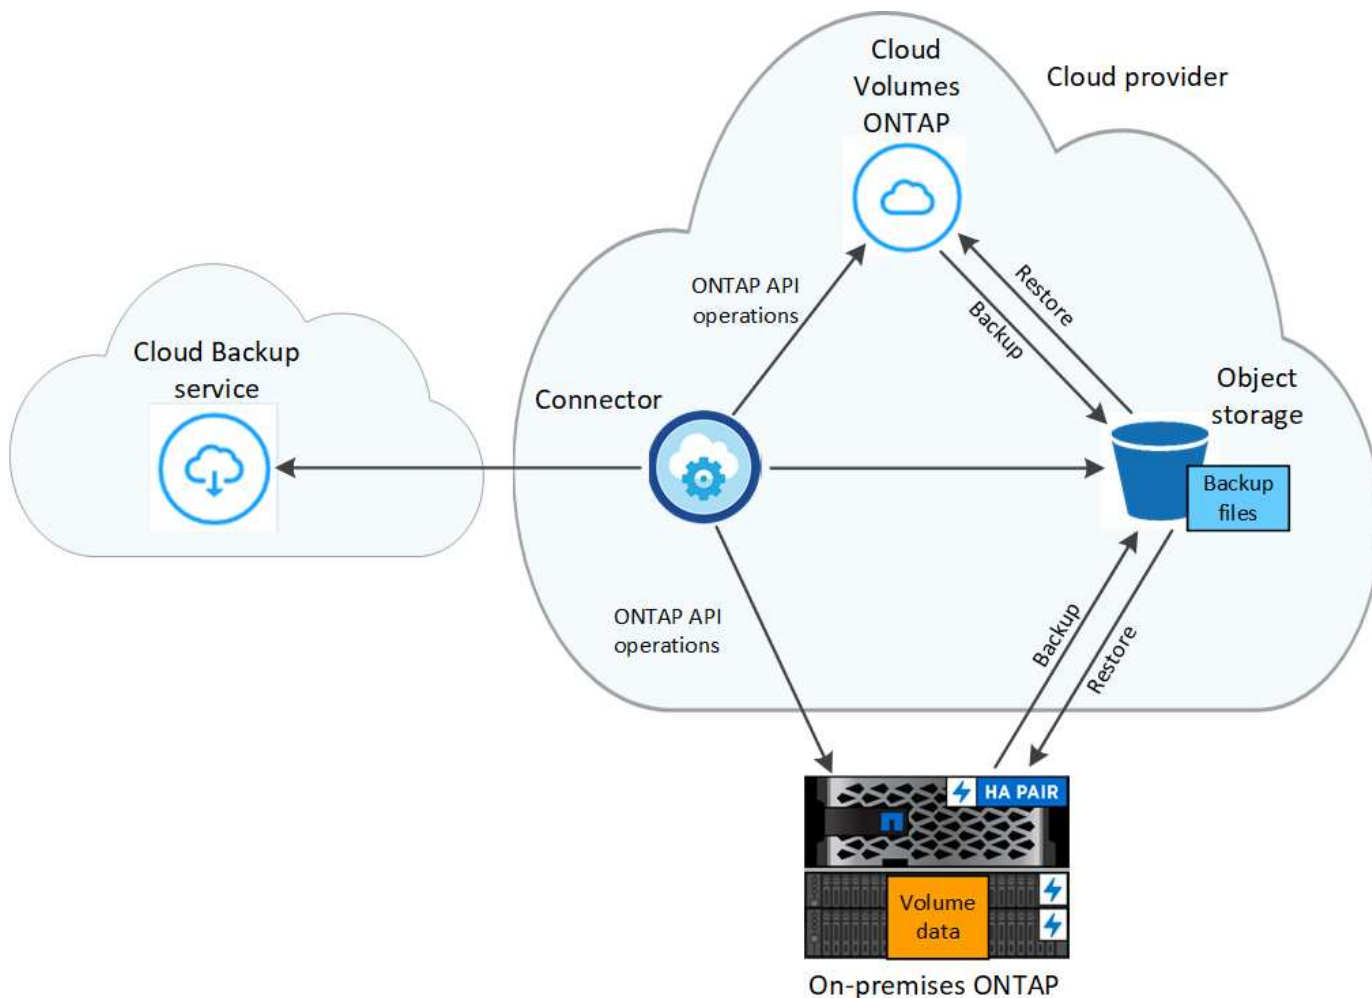 Cloud
Volumes
ONTAP
Cloud provider
ONTAP API
operations
Restore
Backup
Cloud Backup
service
Connector
Object
storage
Backup
files
ONTAP API
operations
Backup
Restore
HA PAIR
Volume
data
On-premises ONTAP